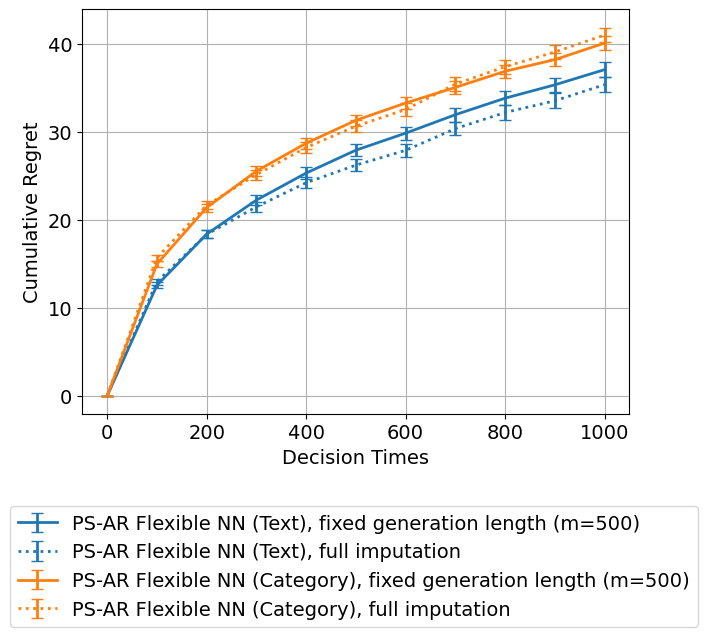 40
30
20
10
0
Cumulative Regret
0 200 400 600 800 1000
Decision Times
PS-AR Flexible NN (Text), fixed generation length (m=500)
PS-AR Flexible NN (Text), full imputation
PS-AR Flexible NN (Category), fixed generation length (m=500)
PS-AR Flexible NN (Category), full imputation